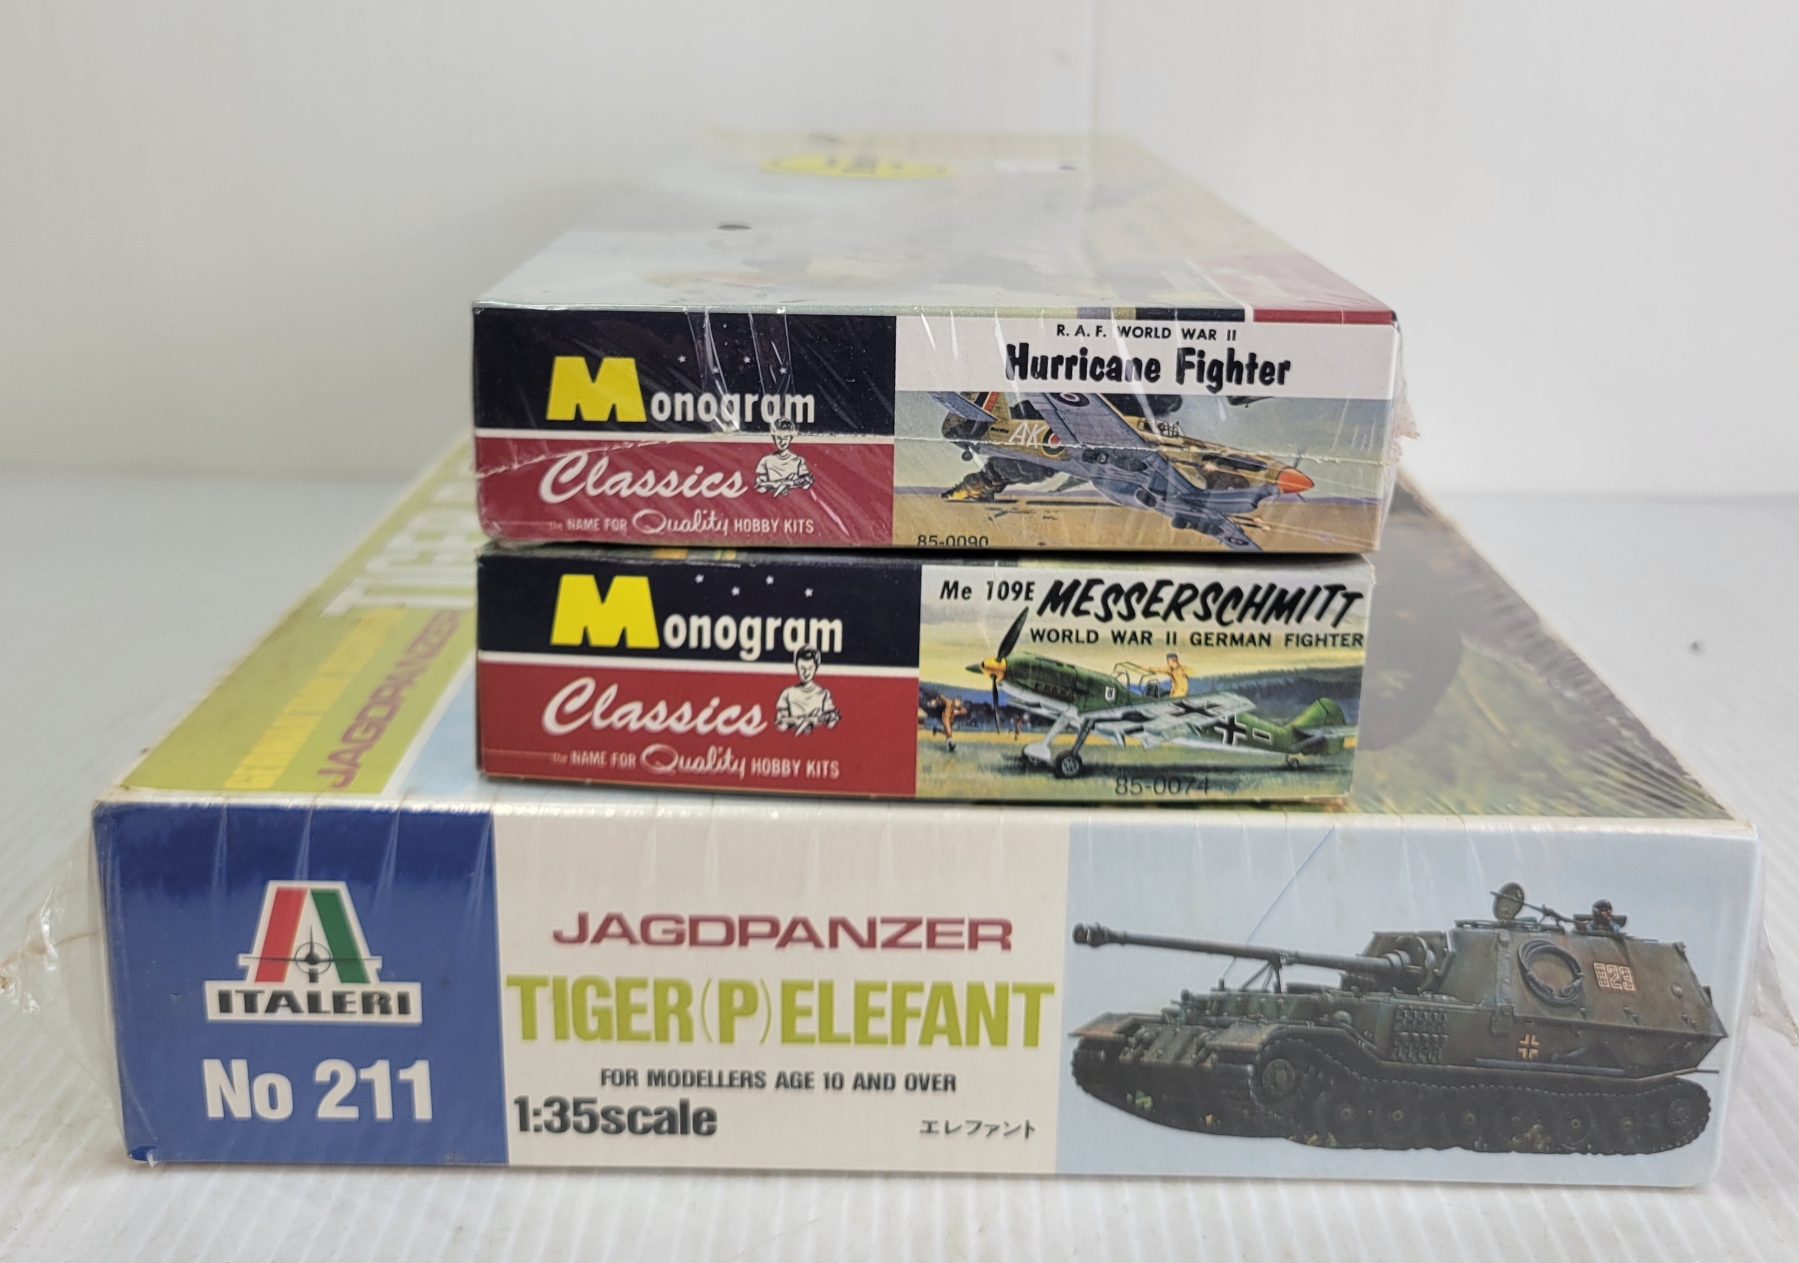 R. A. F. WORLD WAR II
Hurricane Fighter
Monogram
Classics
The NAME FOR Quality HOBBY KITS
AK
85-0090
Monogram
Classics
The NAME FOR Quality HOBBY KITS
Me 109E MESSERSCHMITT
WORLD WAR II GERMAN FIGHTER
85-0074
JAGDPANZER
ITALERI
No 211
JAGDPANZER
TIGER(P)ELEFANT
FOR MODELLERS AGE 10 AND OVER
1:35scale
エレファント